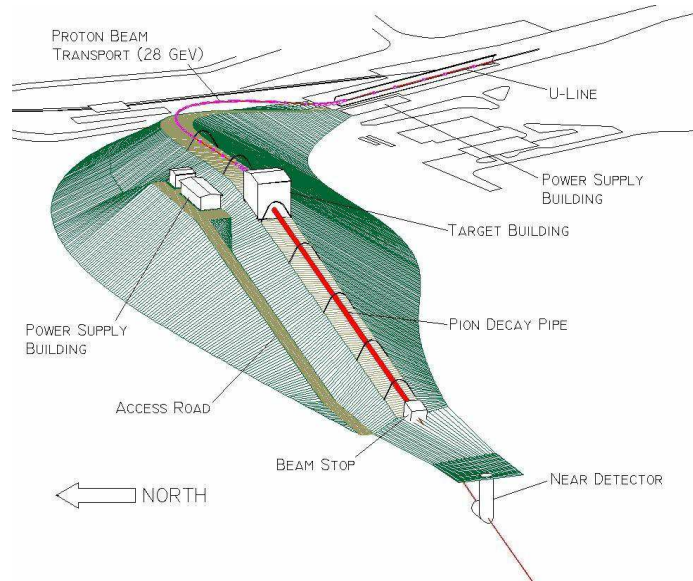 PROTON BEAM
TRANSPORT (28 GEV)
U-LINE
POWER SUPPLY
BUILDING
TARGET BUILDING
PION DECAY PIPE
POWER SUPPLY
BUILDING
ACCESS ROAD
BEAM STOP
NEAR DETECTOR
NORTH